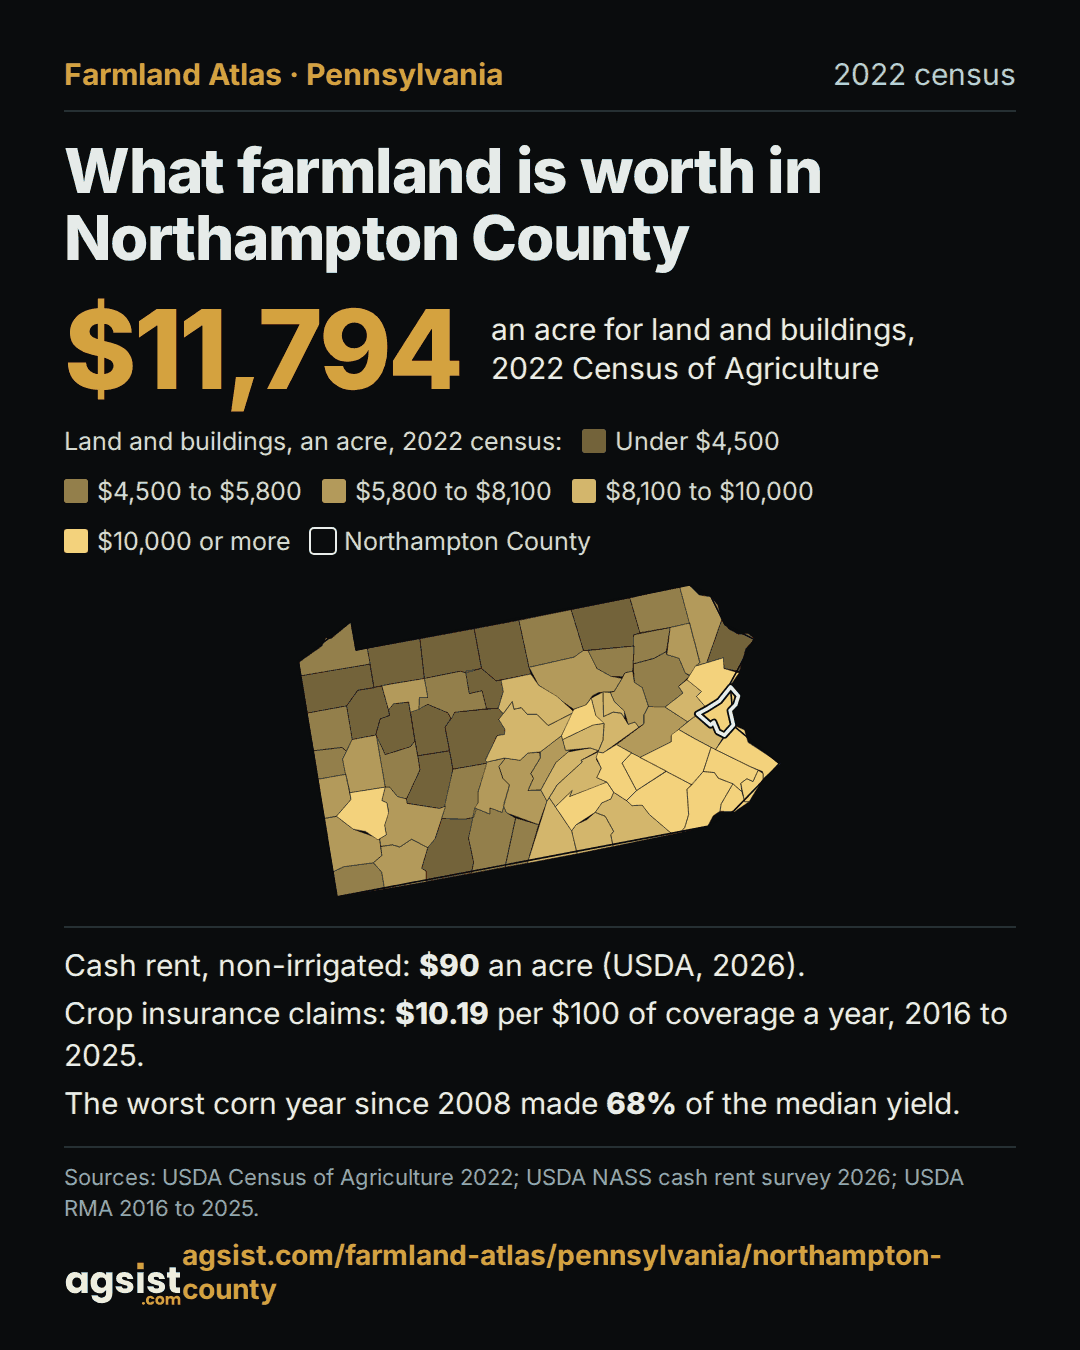 Farmland Atlas · Pennsylvania
2022 census
What farmland is worth in
Northampton County
$11,794
an acre for land and buildings,
2022 Census of Agriculture
Land and buildings, an acre, 2022 census:
Under $4,500
$4,500 to $5,800
$5,800 to $8,100
$8,100 to $10,000
$10,000 or more
Northampton County
Cash rent, non-irrigated: $90 an acre (USDA, 2026).
Crop insurance claims: $10.19 per $100 of coverage a year, 2016 to
2025.
The worst corn year since 2008 made 68% of the median yield.
Sources: USDA Census of Agriculture 2022; USDA NASS cash rent survey 2026; USDA
RMA 2016 to 2025.
agsist
.com
agsist.com/farmland-atlas/pennsylvania/northampton-
county